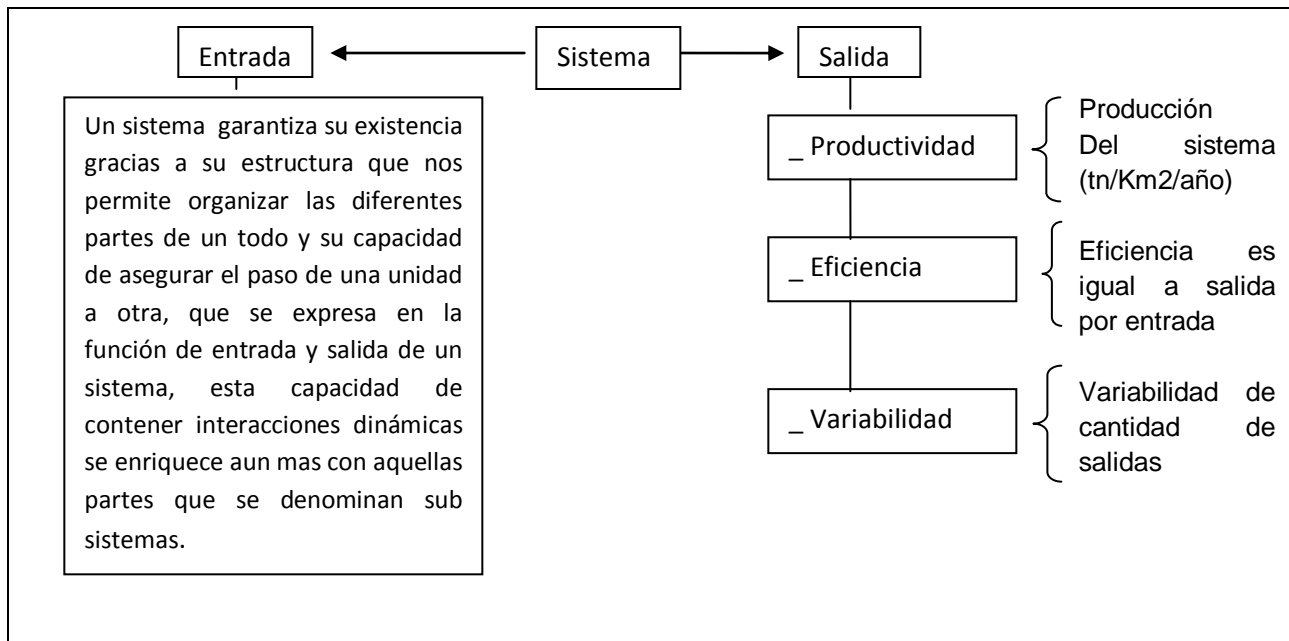 Entrada
Sistema
Salida
Un sistema garantiza su existencia
gracias a su estructura que nos
permite organizar las diferentes
partes de un todo y su capacidad
de asegurar el paso de una unidad
a otra, que se expresa en la
función de entrada y salida de un
sistema, esta capacidad de
contener interacciones dinámicas
se enriquece aun mas con aquellas
partes que se denominan sub
sistemas.
_ Productividad
Producción
Del sistema
(tn/Km2/año)
_ Eficiencia
Eficiencia es
igual a salida
por entrada
_ Variabilidad
Variabilidad de
cantidad de
salidas